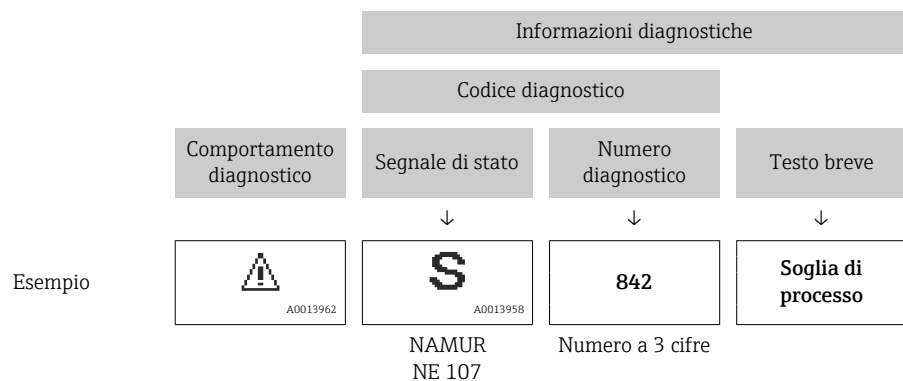 Informazioni diagnostiche
Codice diagnostico
Comportamento
diagnostico
Segnale di stato
Numero
diagnostico
Testo breve
↓
↓
↓
Esempio
A0013962
S
A0013958
842
Soglia di
processo
NAMUR
NE 107
Numero a 3 cifre